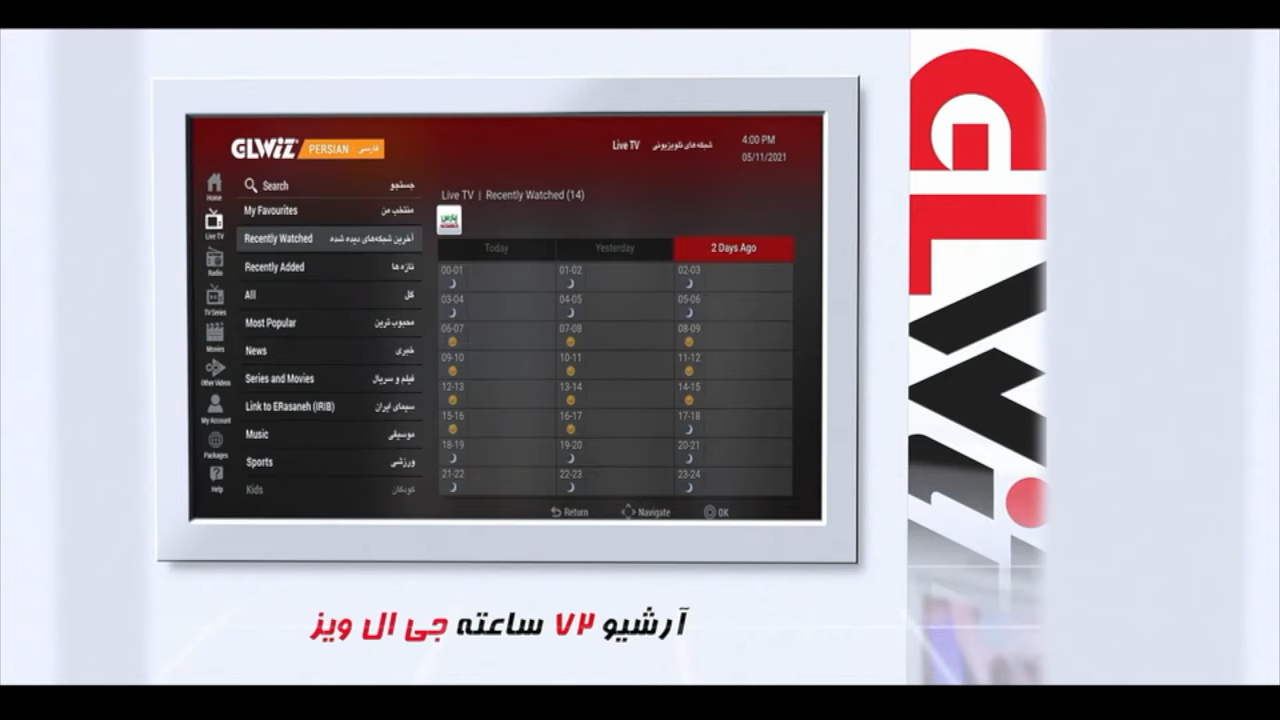 GLWiZ PERSIAN فارسی
Live TV شبکه های تلویزیونی
4:00 PM
05/11/2021
Home
Live TV
Radio
TV Series
Movies
Other Videos
My Account
Packages
Help
Search جستجو
My Favourites منتخب من
Recently Watched آخرین شبکه‌های دیده شده
Recently Added تازه ها
All کل
Most Popular محبوب ترین
News خبری
Series and Movies فیلم و سریال
Link to ERasaneh (IRIB) سیمای ایران
Music موسیقی
Sports ورزشی
Kids کودکان
Live TV | Recently Watched (14)
پارس
Today Yesterday 2 Days Ago
00-01 01-02 02-03
03-04 04-05 05-06
06-07 07-08 08-09
09-10 10-11 11-12
12-13 13-14 14-15
15-16 16-17 17-18
18-19 19-20 20-21
21-22 22-23 23-24
Return Navigate OK
آرشیو ۷۲ ساعته جی ال ویز
GLWi